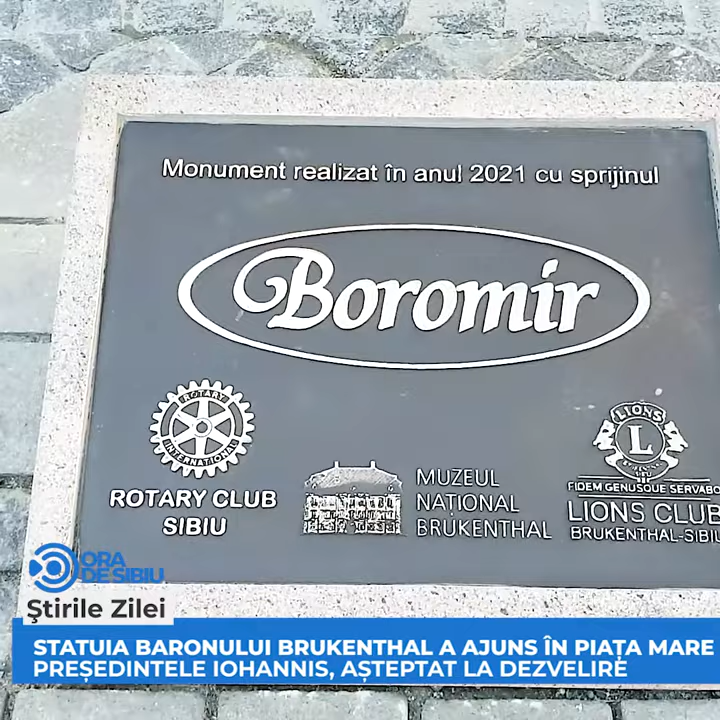 Monument realizat în anul 2021 cu sprijinul
Boromir
ROTARY
INTERNATIONAL
ROTARY CLUB
SIBIU
MUZEUL
NAȚIONAL
BRUKENTHAL
LIONS
L
FIDEM GENUSQUE SERVABO
LIONS CLUB
BRUKENTHAL-SIBIU
ORA
DE SIBIU
Știrile Zilei
STATUIA BARONULUI BRUKENTHAL A AJUNS ÎN PIAȚA MARE
PREȘEDINTELE IOHANNIS, AȘTEPTAT LA DEZVELIRE